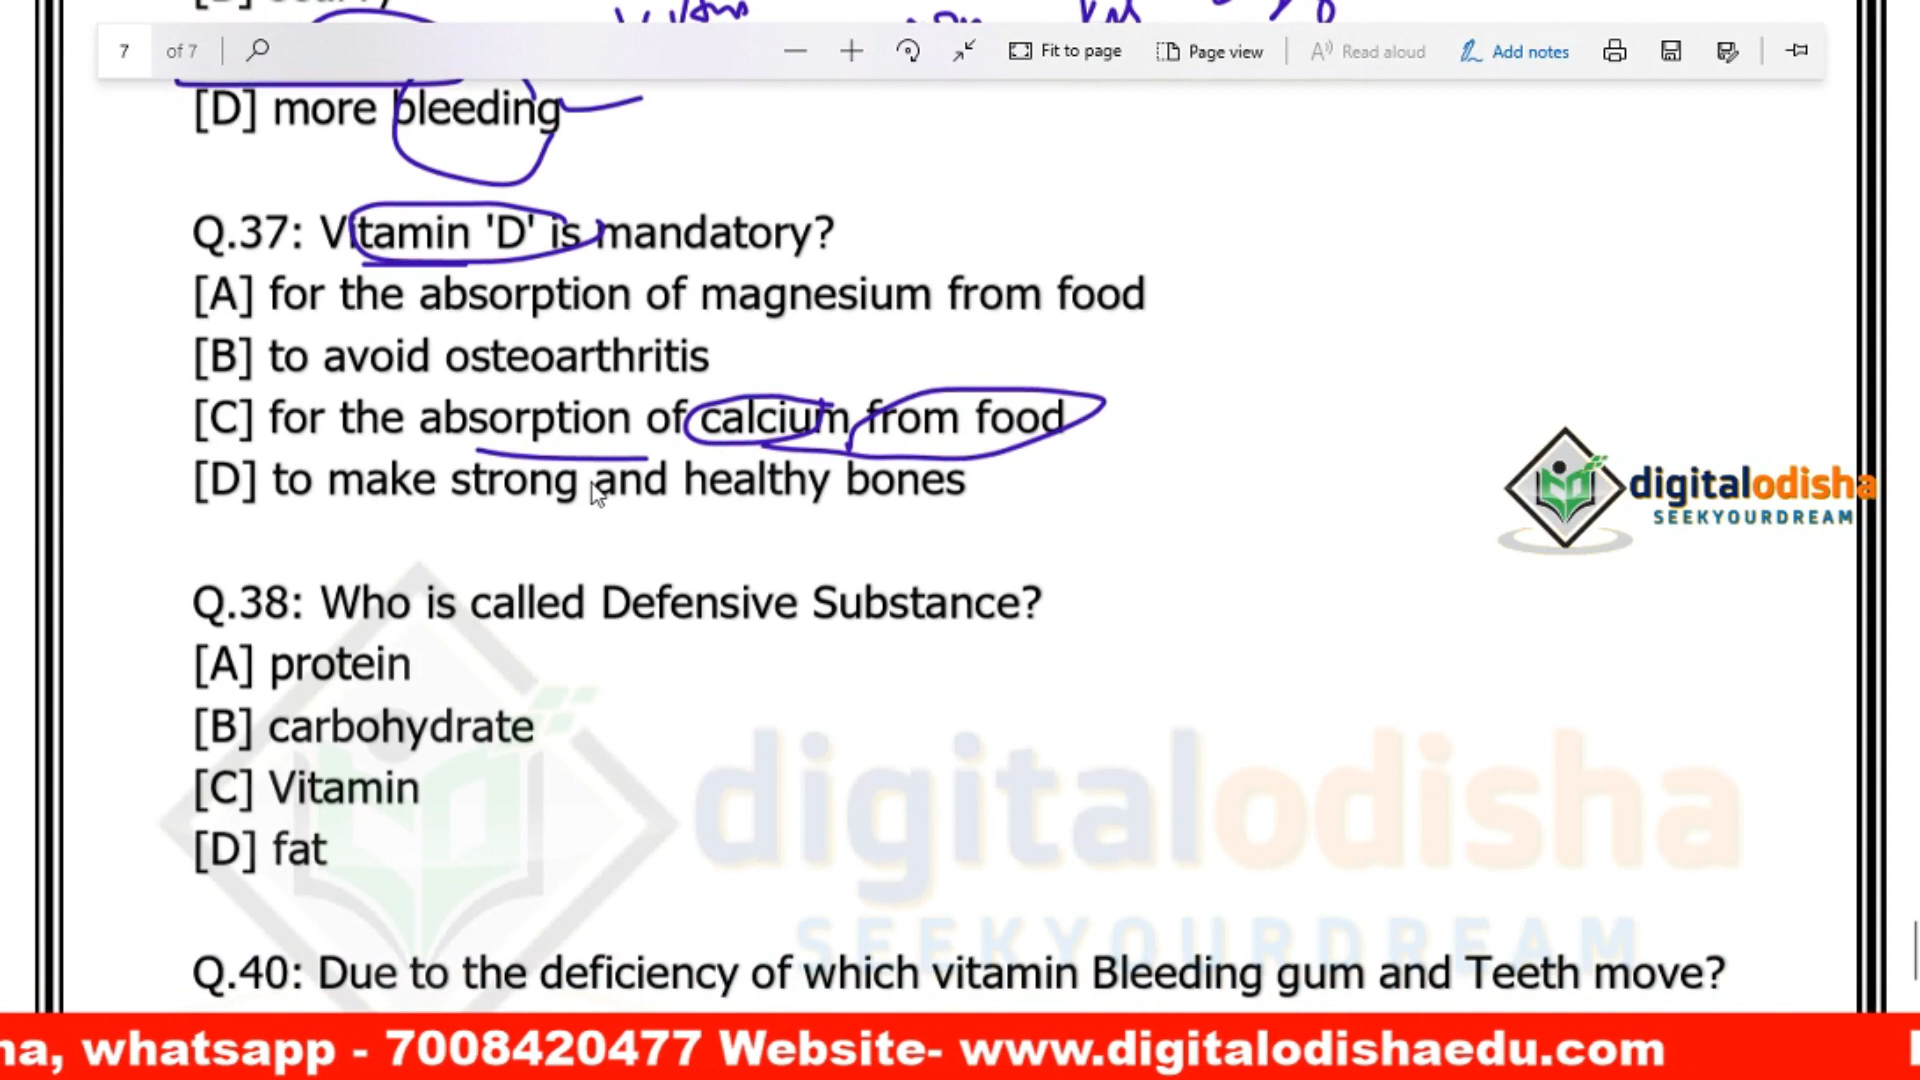 7 of 7 Fit to page Page view Read aloud Add notes
[D] more bleeding
Q.37: Vitamin 'D' is mandatory?
[A] for the absorption of magnesium from food
[B] to avoid osteoarthritis
[C] for the absorption of calcium from food
[D] to make strong and healthy bones
digitalodisha
SEEKYOURDREAM
Q.38: Who is called Defensive Substance?
[A] protein
[B] carbohydrate
[C] Vitamin
[D] fat
digitalodisha
SEEKYOURDREAM
Q.40: Due to the deficiency of which vitamin Bleeding gum and Teeth move?
ha, whatsapp - 7008420477 Website- www.digitalodishaedu.com